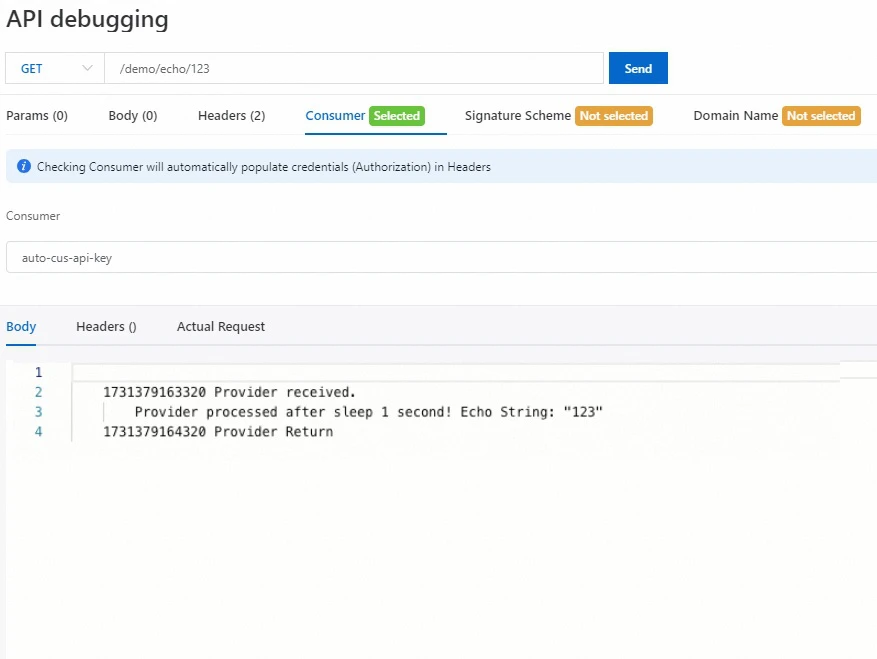 API debugging
GET /demo/echo/123 Send
Params (0) Body (0) Headers (2) Consumer Selected Signature Scheme Not selected Domain Name Not selected
i Checking Consumer will automatically populate credentials (Authorization) in Headers
Consumer
auto-cus-api-key
Body Headers () Actual Request
1
2 1731379163320 Provider received.
3 Provider processed after sleep 1 second! Echo String: "123"
4 1731379164320 Provider Return